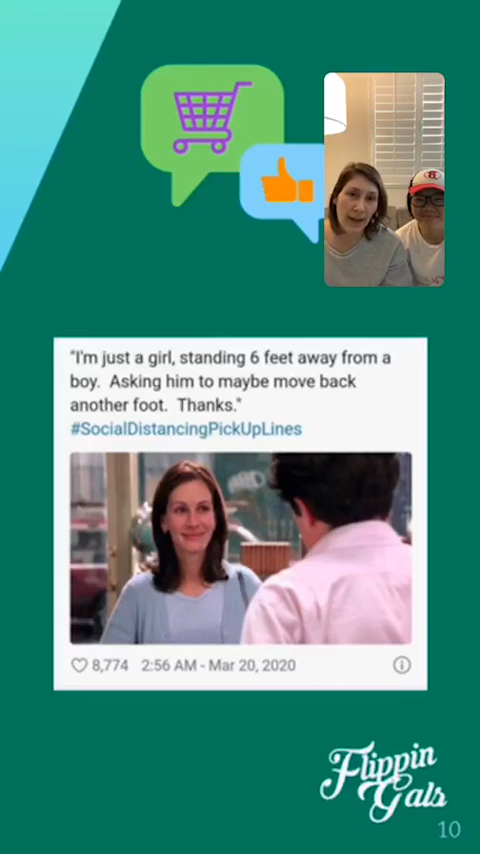 "I'm just a girl, standing 6 feet away from a
boy.  Asking him to maybe move back
another foot.  Thanks."
#SocialDistancingPickUpLines
8,774 2:56 AM - Mar 20, 2020
Flippin
Gals
10